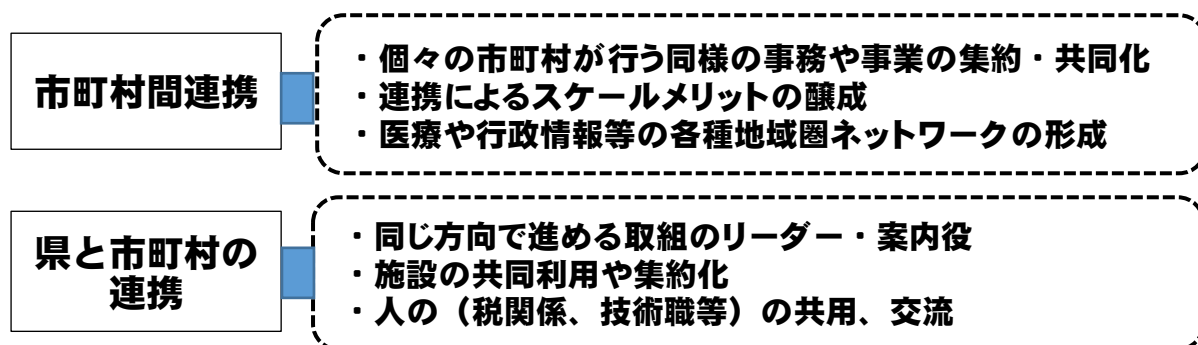 市町村間連携
・個々の市町村が行う同様の事務や事業の集約・共同化
・連携によるスケールメリットの醸成
・医療や行政情報等の各種地域圏ネットワークの形成
県と市町村の
連携
・同じ方向で進める取組のリーダー・案内役
・施設の共同利用や集約化
・人の（税関係、技術職等）の共用、交流